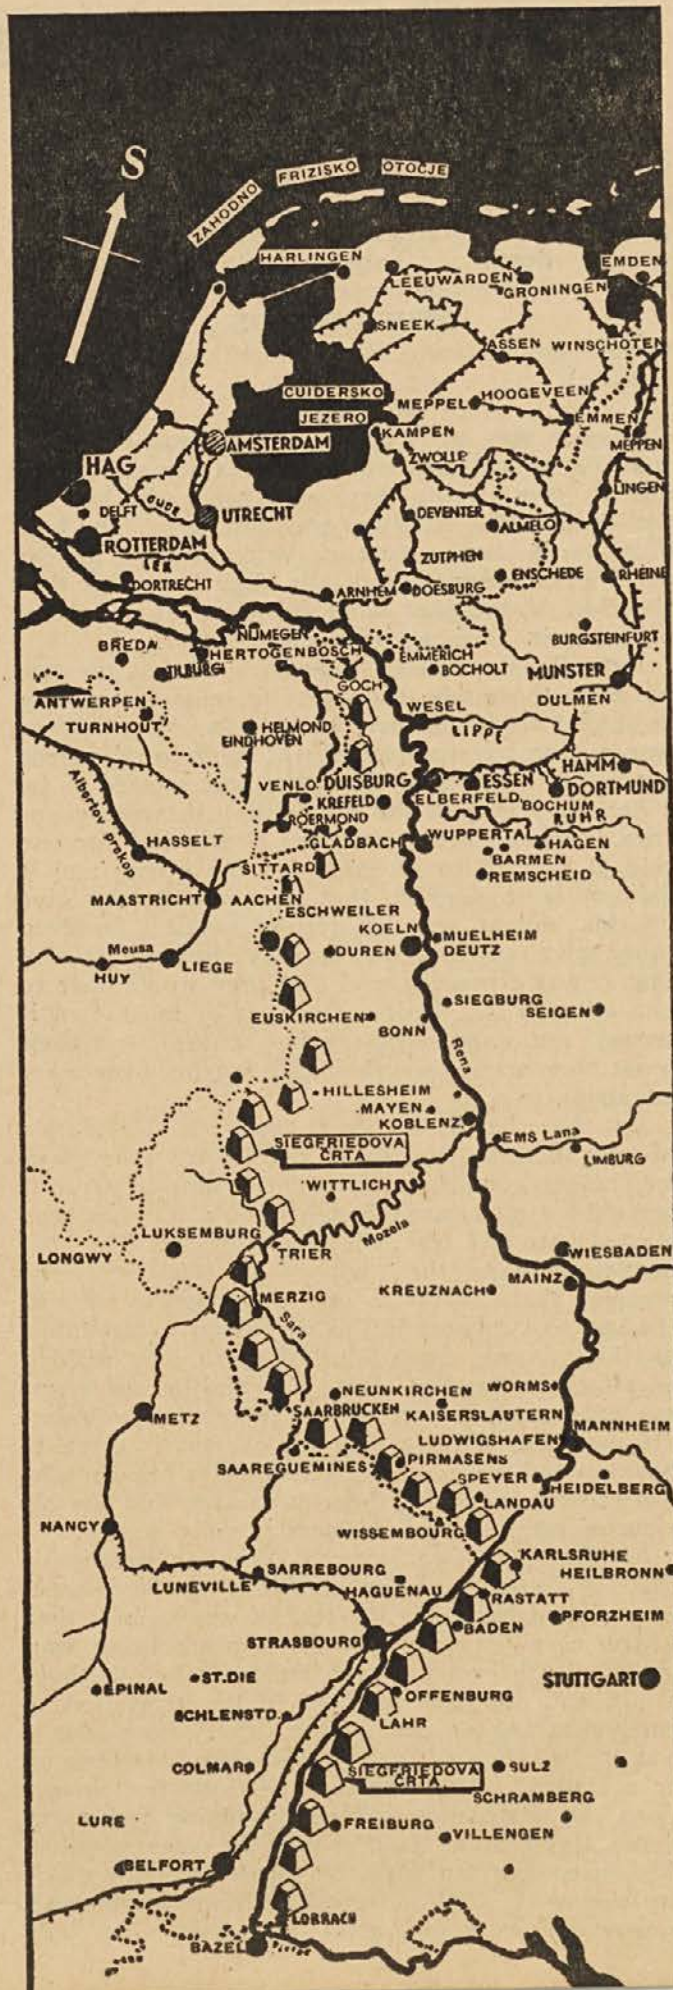 S
ZAHODNO FRIZISKO OTOČJE
HARLINGEN
EMDEN
LEEUWARDEN
GRONINGEN
SNEEK
ASSEN WINSCHOTEN
CUIDERSKO
JEZERO
MEPPEL
HOOGEVEEN
KAMPEN
EMMEN
MEPPEN
AMSTERDAM
ZWOLLE
HAG
LINGEN
DELFT
OUDE
UTRECHT
DEVENTER
ALMELO
ROTTERDAM
LEK
ZUTPHEN
DORTRECHT
ENSCHEDE
RHEINE
ARNHEM
DOESBURG
NIJMEGEN
BURGSTEINFURT
BREDA
HERTOGENBOSCH
EMMERICH
TILBURG
BOCHOLT
MUNSTER
GOCH
ANTWERPEN
WESEL
DULMEN
TURNHOUT
HELMOND
LIPPE
EINDHOVEN
HAMM
VENLO
DUISBURG
ESSEN
DORTMUND
Albertov prekop
KREFELD
ELBERFELD
BOCHUM
ROERMOND
RUHR
HASSELT
GLADBACH
WUPPERTAL
HAGEN
SITTARD
BARMEN
REMSCHEID
MAASTRICHT
AACHEN
ESCHWEILER
KOELN
MUELHEIM
Meusa
DUREN
DEUTZ
HUY
LIEGE
SIEGBURG
SEIGEN
EUSKIRCHEN
BONN
Rena
HILLESHEIM
MAYEN
KOBLENZ
EMS Lana
SIEGFRIEDOVA
ČRTA
LIMBURG
WITTLICH
LUKSEMBURG
Mozela
LONGWY
TRIER
WIESBADEN
MAINZ
KREUZNACH
MERZIG
Sara
NEUNKIRCHEN
WORMS
METZ
SAARBRUCKEN
KAISERSLAUTERN
MANNHEIM
LUDWIGSHAFEN
SAAREGUEMINES
PIRMASENS
SPEYER
HEIDELBERG
LANDAU
NANCY
WISSEMBOURG
KARLSRUHE
SARREBOURG
HEILBRONN
LUNEVILLE
HAGUENAU
RASTATT
PFORZHEIM
BADEN
STRASBOURG
ST.DIE
STUTTGART
EPINAL
OFFENBURG
SCHLENSTD.
LAHR
COLMAR
SIEGFRIEDOVA
ČRTA
SULZ
SCHRAMBERG
LURE
FREIBURG
VILLENGEN
BELFORT
LORRACH
BAZEL